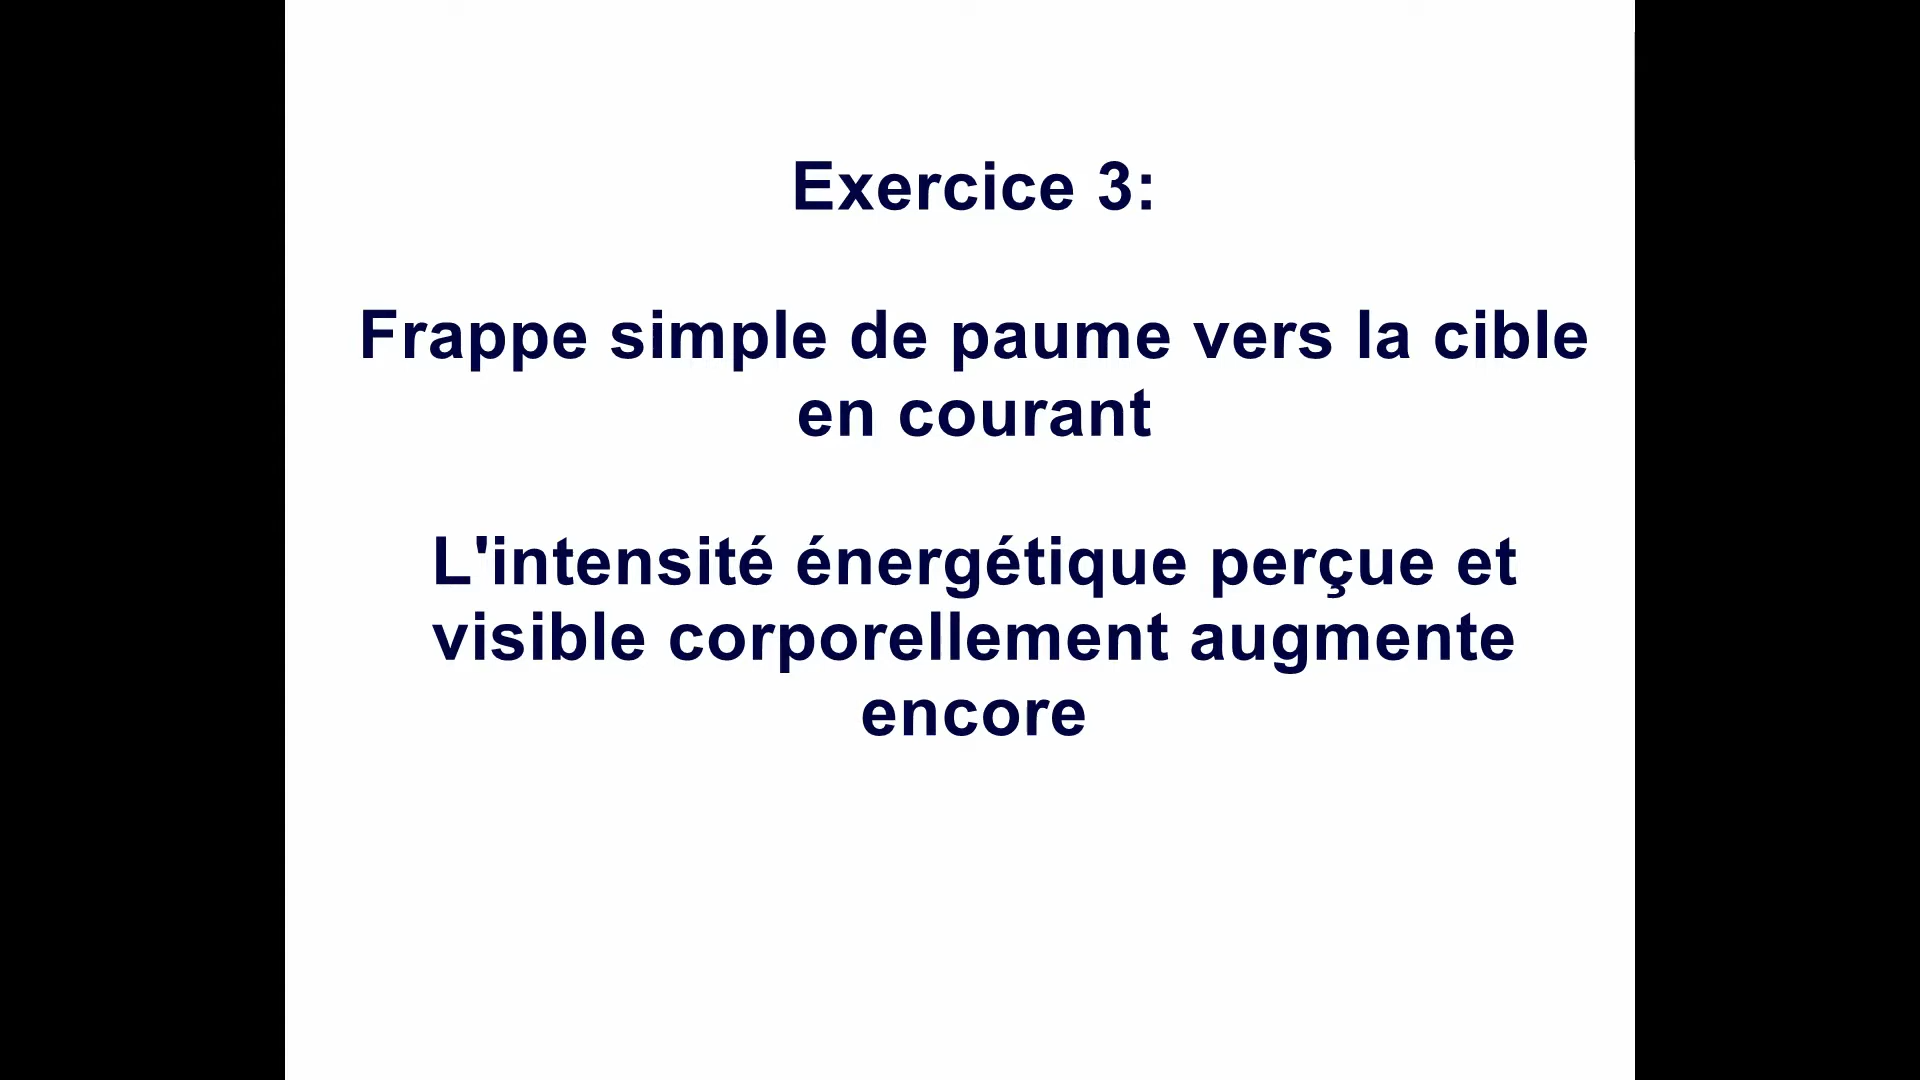 Exercice 3:
Frappe simple de paume vers la cible
en courant
L'intensité énergétique perçue et
visible corporellement augmente
encore